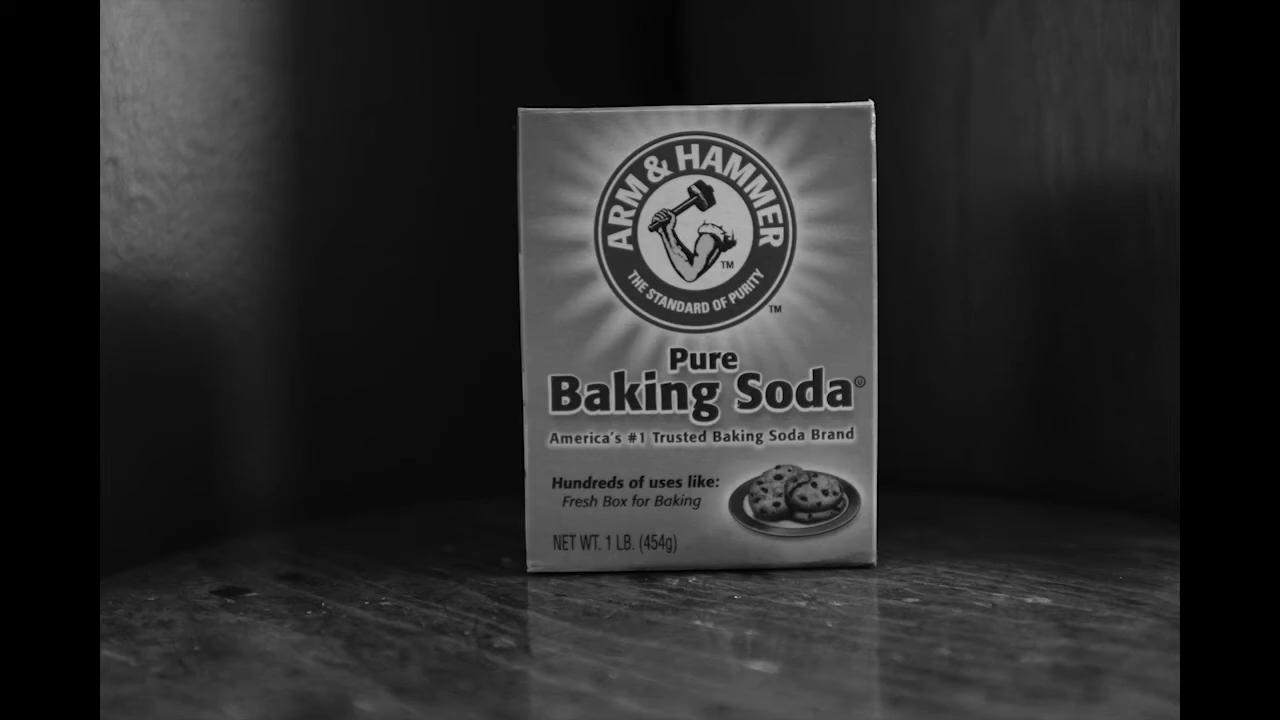 ARM & HAMMER
TM
THE STANDARD OF PURITY
TM
Pure
Baking Soda Ⓤ
America's #1 Trusted Baking Soda Brand
Hundreds of uses like:
Fresh Box for Baking
NET WT. 1 LB. (454g)